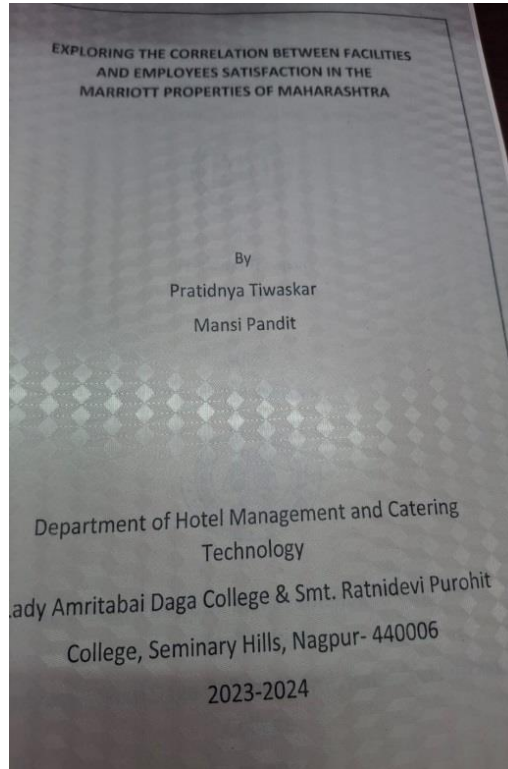 EXPLORING THE CORRELATION BETWEEN FACILITIES
AND EMPLOYEES SATISFACTION IN THE
MARRIOTT PROPERTIES OF MAHARASHTRA
By
Pratidnya Tiwaskar
Mansi Pandit
Department of Hotel Management and Catering
Technology
ady Amritabai Daga College & Smt. Ratnidevi Purohit
College, Seminary Hills, Nagpur- 440006
2023-2024